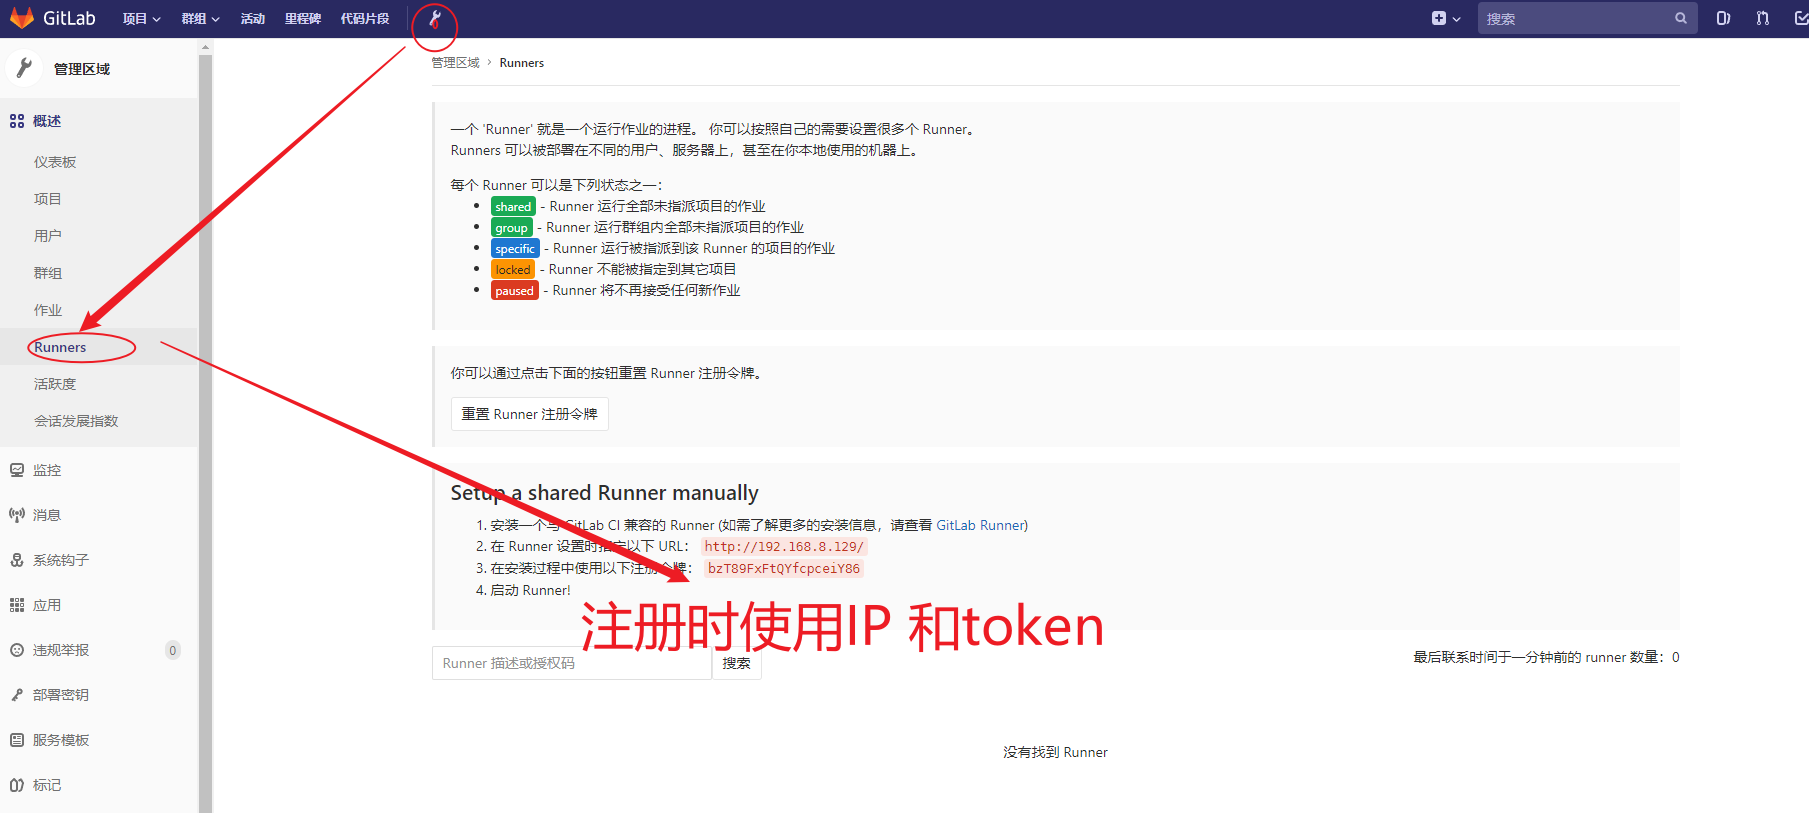 GitLab 项目 群组 活动 里程碑 代码片段 搜索
管理区域
概述
仪表板
项目
用户
群组
作业
Runners
活跃度
会话发展指数
监控
消息
系统钩子
应用
违规举报 0
部署密钥
服务模板
标记
管理区域 › Runners
一个 'Runner' 就是一个运行作业的进程。 你可以按照自己的需要设置很多个 Runner。
Runners 可以被部署在不同的用户、服务器上，甚至在你本地使用的机器上。
每个 Runner 可以是下列状态之一：
shared - Runner 运行全部未指派项目的作业
group - Runner 运行群组内全部未指派项目的作业
specific - Runner 运行被指派到该 Runner 的项目的作业
locked - Runner 不能被指定到其它项目
paused - Runner 将不再接受任何新作业
你可以通过点击下面的按钮重置 Runner 注册令牌。
重置 Runner 注册令牌
Setup a shared Runner manually
1. 安装一个与 GitLab CI 兼容的 Runner (如需了解更多的安装信息，请查看 GitLab Runner)
2. 在 Runner 设置时指定以下 URL： http://192.168.8.129/
3. 在安装过程中使用以下注册令牌： bzT89FxFtQYfcpceiY86
4. 启动 Runner!
注册时使用IP 和token
Runner 描述或授权码 搜索
最后联系时间于一分钟前的 runner 数量：0
没有找到 Runner